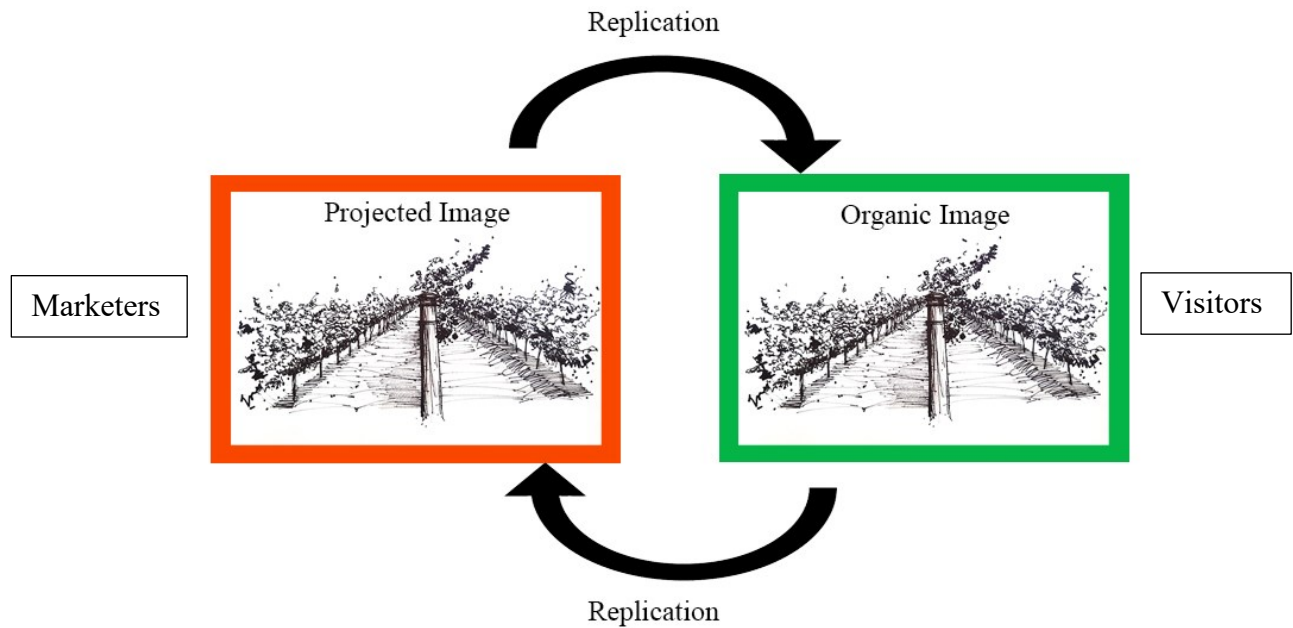 Replication
Projected Image
Organic Image
Marketers
Visitors
Replication